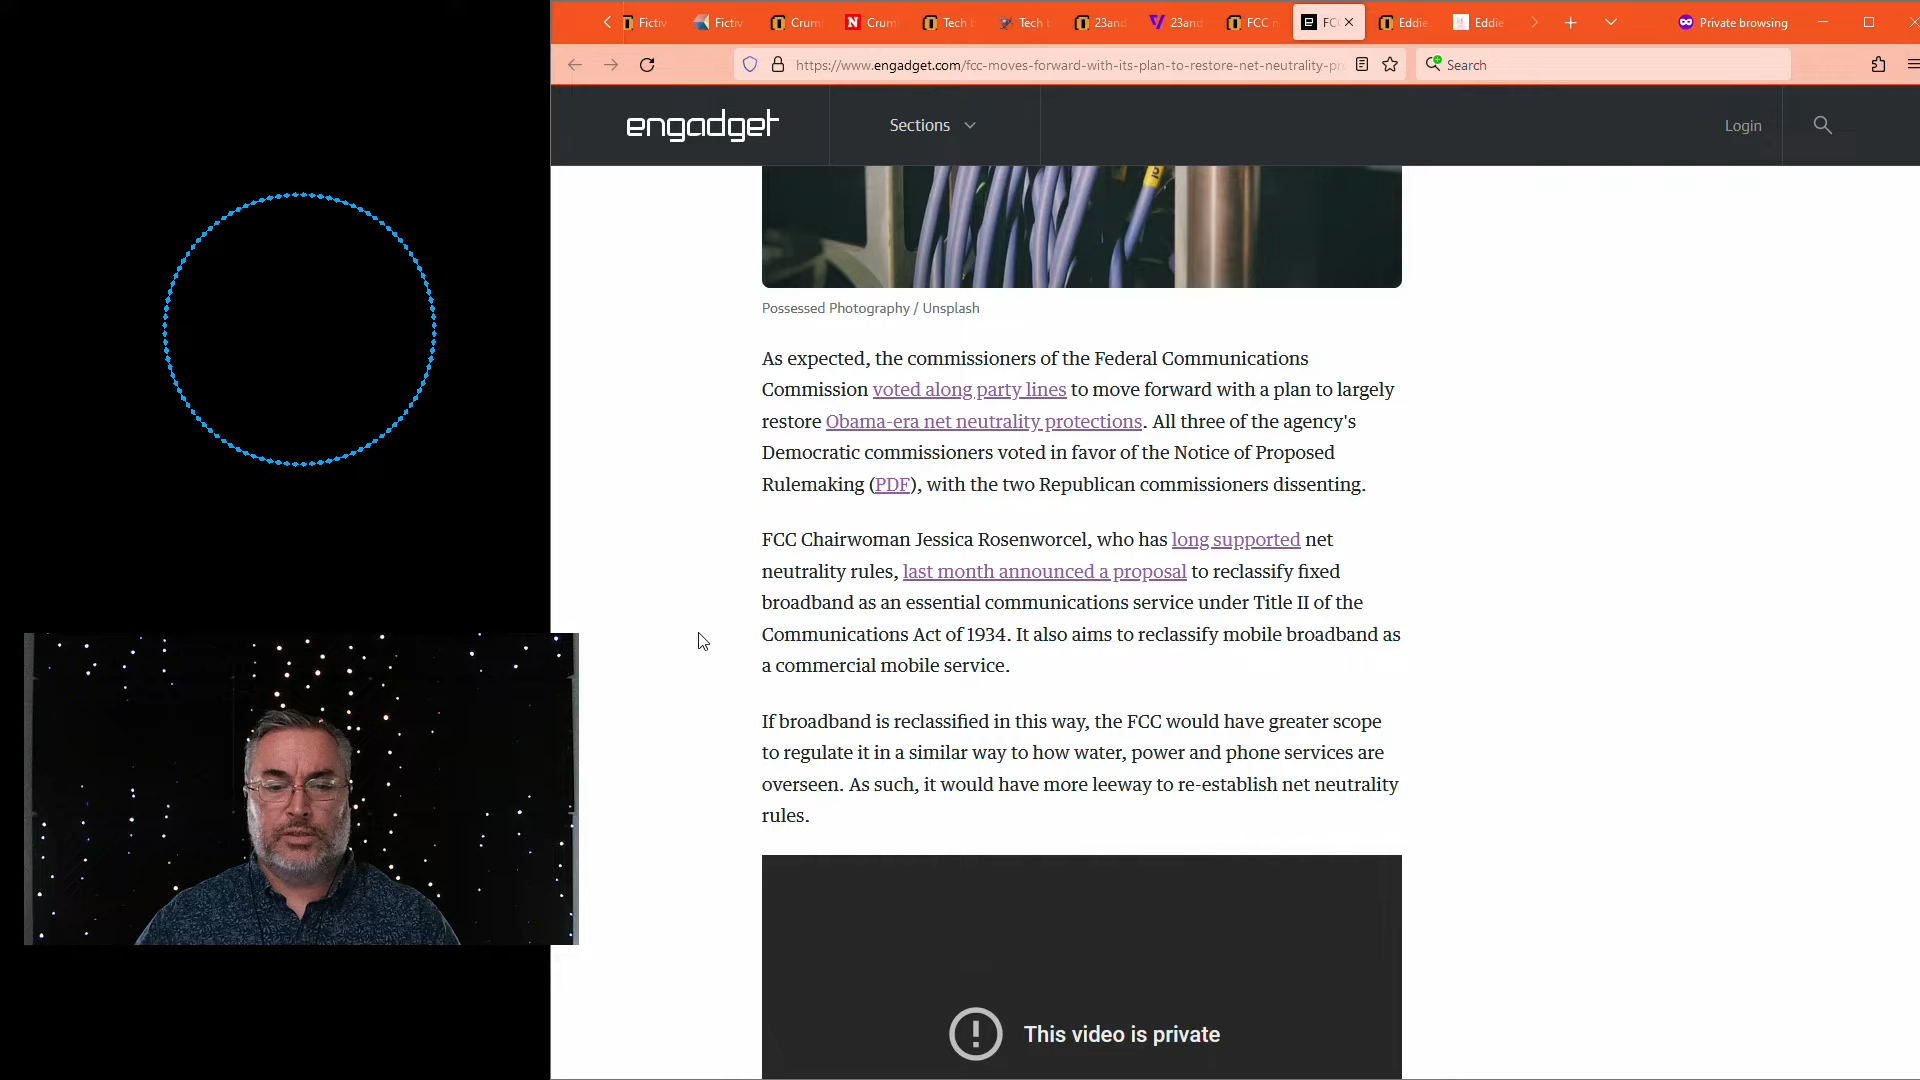 Fictiv
Fictiv
Crum
Crum
Tech b
Tech b
23and
23and
FCC n
FC
Eddie
Eddie
Private browsing
https://www.engadget.com/fcc-moves-forward-with-its-plan-to-restore-net-neutrality-pr
Search
engadget
Sections
Login
Possessed Photography / Unsplash
As expected, the commissioners of the Federal Communications
Commission voted along party lines to move forward with a plan to largely
restore Obama-era net neutrality protections. All three of the agency's
Democratic commissioners voted in favor of the Notice of Proposed
Rulemaking (PDF), with the two Republican commissioners dissenting.
FCC Chairwoman Jessica Rosenworcel, who has long supported net
neutrality rules, last month announced a proposal to reclassify fixed
broadband as an essential communications service under Title II of the
Communications Act of 1934. It also aims to reclassify mobile broadband as
a commercial mobile service.
If broadband is reclassified in this way, the FCC would have greater scope
to regulate it in a similar way to how water, power and phone services are
overseen. As such, it would have more leeway to re-establish net neutrality
rules.
This video is private